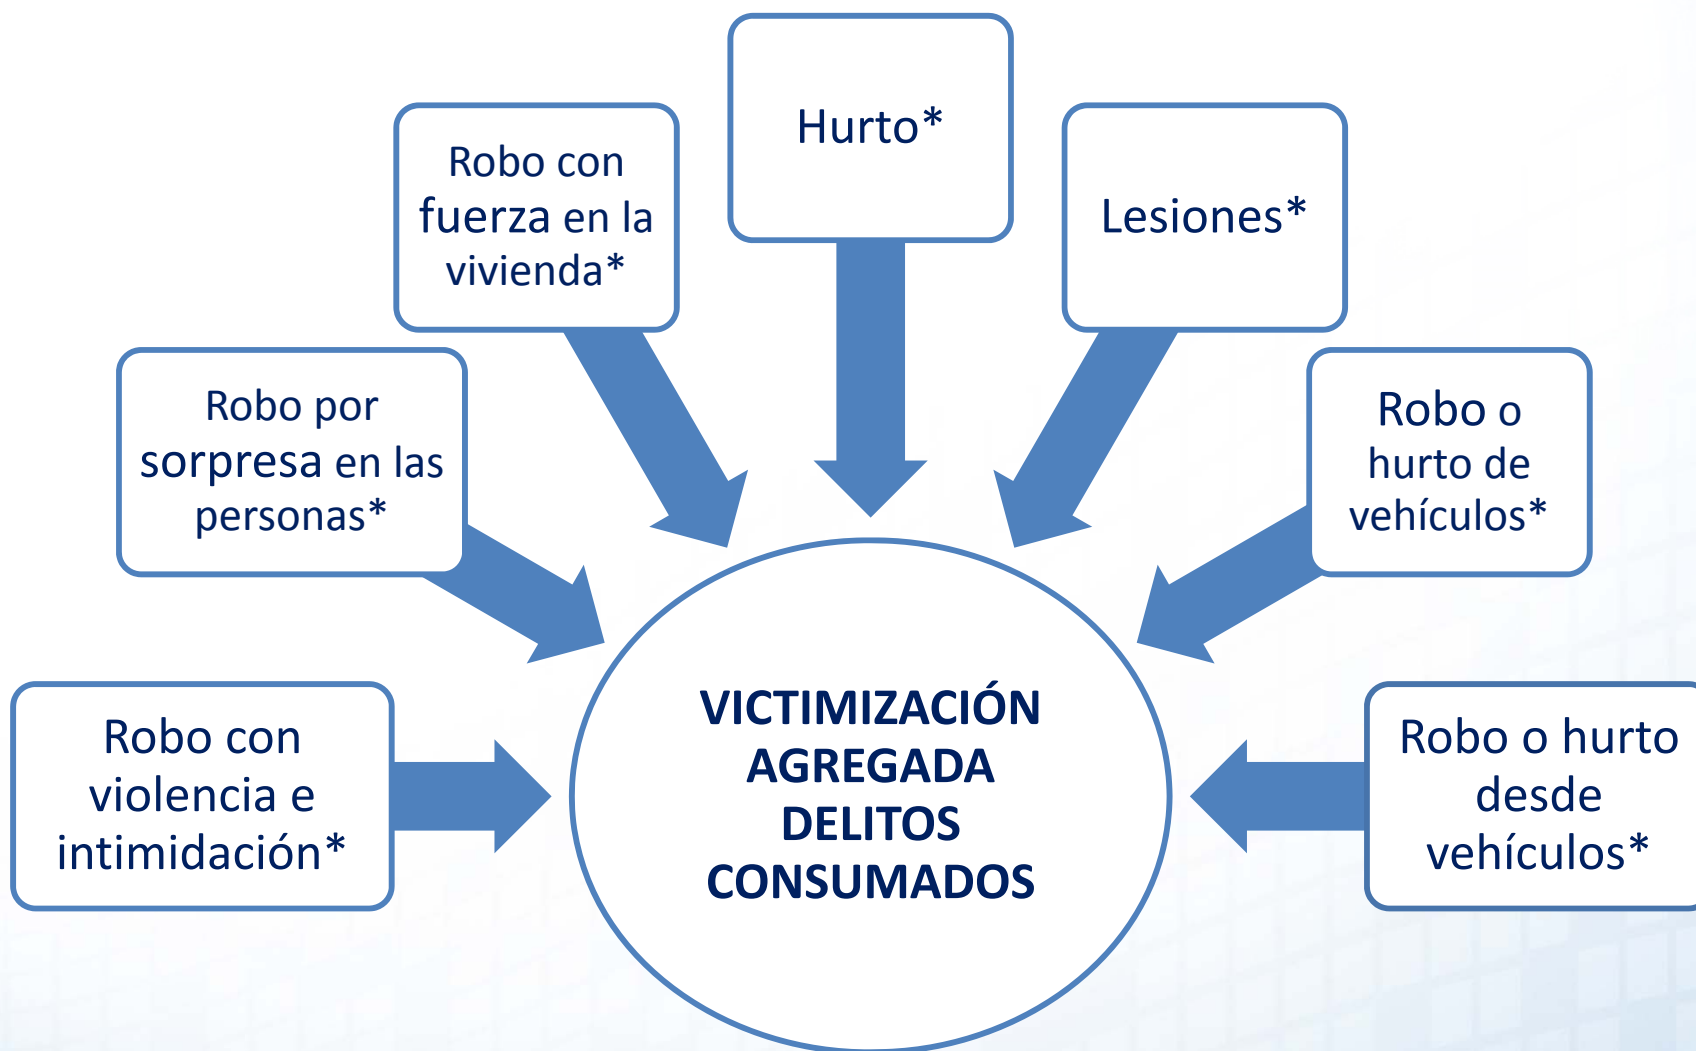 Hurto*
Robo con
fuerza en la
vivienda*
Lesiones*
Robo por
sorpresa en las
personas*
Robo o
hurto de
vehículos*
Robo con
violencia e
intimidación*
VICTIMIZACIÓN
AGREGADA
DELITOS
CONSUMADOS
Robo o hurto
desde
vehículos*